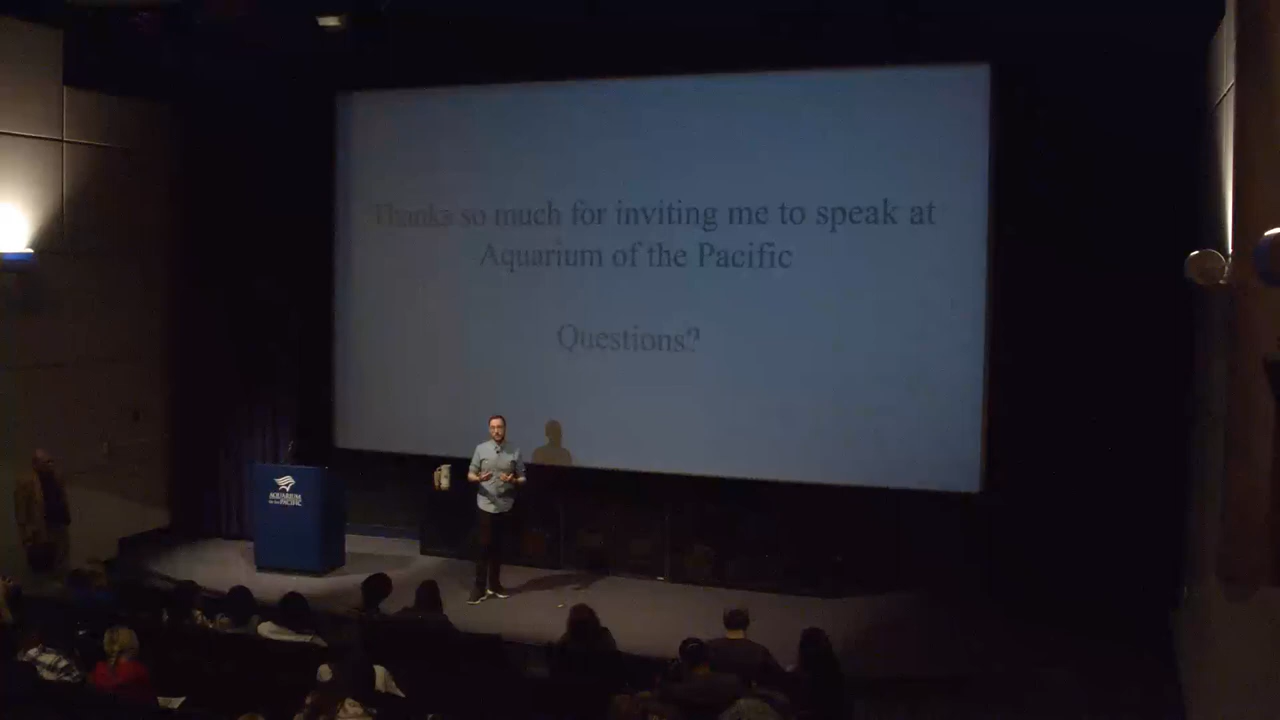 Thanks so much for inviting me to speak at
Aquarium of the Pacific
Questions?
AQUARIUM
PACIFIC